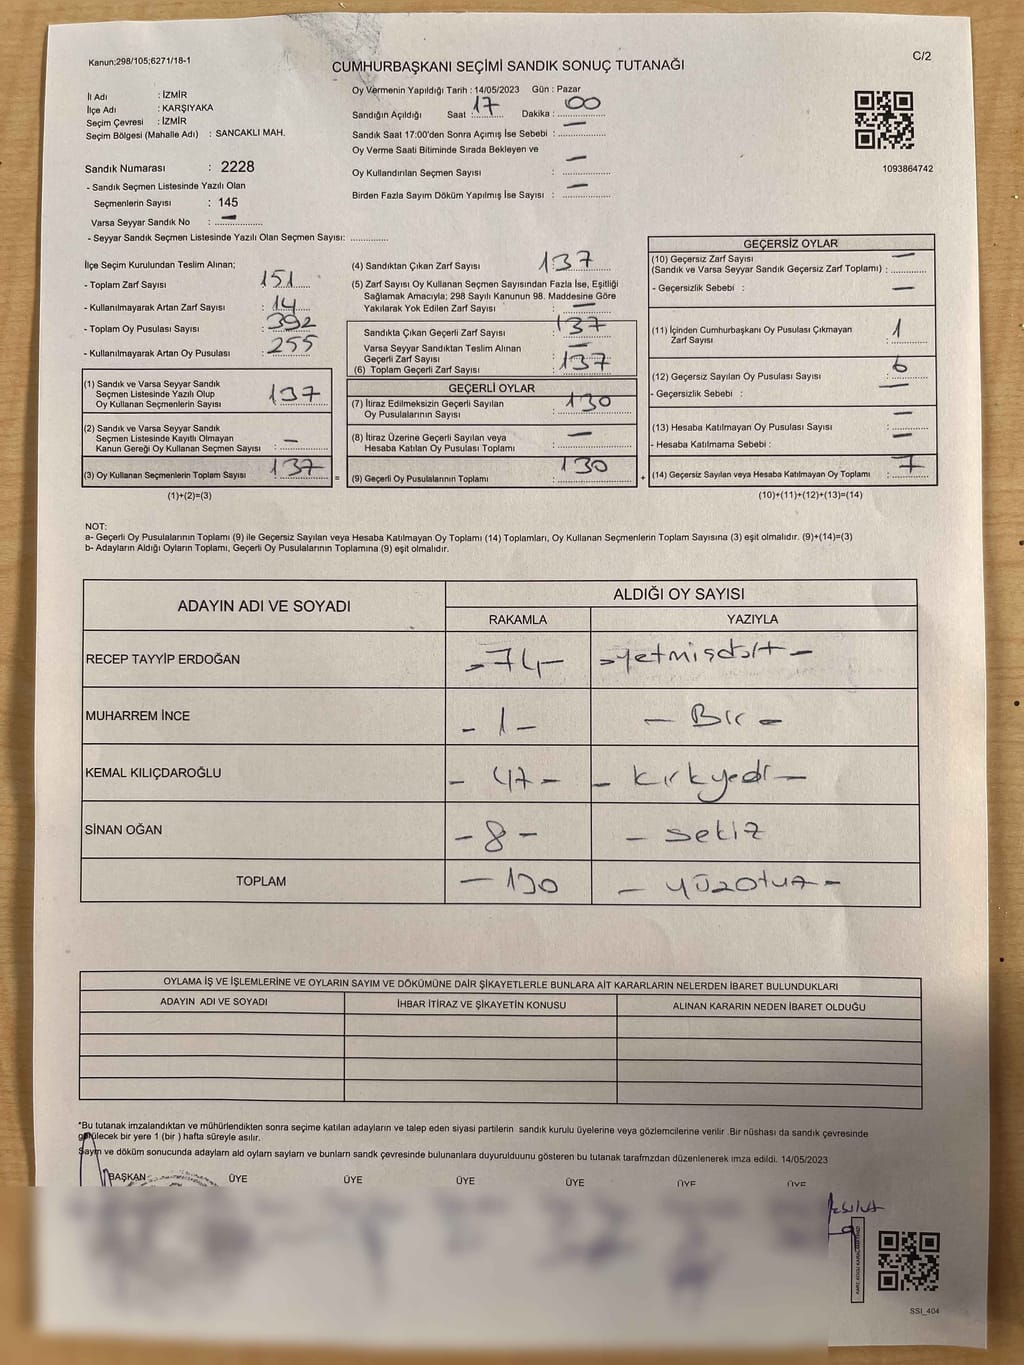 Kanun;298/105;6271/18-1
C/2
CUMHURBAŞKANI SEÇİMİ SANDIK SONUÇ TUTANAĞI
İl Adı : İZMİR
İlçe Adı : KARŞIYAKA
Seçim Çevresi : İZMİR
Seçim Bölgesi (Mahalle Adı) : SANCAKLI MAH.
Sandık Numarası : 2228
- Sandık Seçmen Listesinde Yazılı Olan
Seçmenlerin Sayısı : 145
Varsa Seyyar Sandık No : —
- Seyyar Sandık Seçmen Listesinde Yazılı Olan Seçmen Sayısı: ..............
Oy Vermenin Yapıldığı Tarih : 14/05/2023 Gün : Pazar
Sandığın Açıldığı Saat : 17 Dakika : 00
Sandık Saat 17:00'den Sonra Açımış İse Sebebi : —
Oy Verme Saati Bitiminde Sırada Bekleyen ve
Oy Kullandırılan Seçmen Sayısı : —
Birden Fazla Sayım Döküm Yapılmış İse Sayısı : —
1093864742
İlçe Seçim Kurulundan Teslim Alınan;
- Toplam Zarf Sayısı : 151
- Kullanılmayarak Artan Zarf Sayısı : 14
- Toplam Oy Pusulası Sayısı : 392
- Kullanılmayarak Artan Oy Pusulası : 255
(1) Sandık ve Varsa Seyyar Sandık
Seçmen Listesinde Yazılı Olup
Oy Kullanan Seçmenlerin Sayısı : 137
(2) Sandık ve Varsa Seyyar Sandık
Seçmen Listesinde Kayıtlı Olmayan
Kanun Gereği Oy Kullanan Seçmen Sayısı : —
(3) Oy Kullanan Seçmenlerin Toplam Sayısı : 137
(1)+(2)=(3)
=
(4) Sandıktan Çıkan Zarf Sayısı : 137
(5) Zarf Sayısı Oy Kullanan Seçmen Sayısından Fazla İse, Eşitliği
Sağlamak Amacıyla; 298 Sayılı Kanunun 98. Maddesine Göre
Yakılarak Yok Edilen Zarf Sayısı : —
Sandıkta Çıkan Geçerli Zarf Sayısı : 137
Varsa Seyyar Sandıktan Teslim Alınan
Geçerli Zarf Sayısı : —
(6) Toplam Geçerli Zarf Sayısı : 137
GEÇERLİ OYLAR
(7) İtiraz Edilmeksizin Geçerli Sayılan
Oy Pusulalarının Sayısı : 130
(8) İtiraz Üzerine Geçerli Sayılan veya
Hesaba Katılan Oy Pusulası Toplamı : —
(9) Geçerli Oy Pusulalarının Toplamı : 130
+
GEÇERSİZ OYLAR
(10) Geçersiz Zarf Sayısı
(Sandık ve Varsa Seyyar Sandık Geçersiz Zarf Toplamı) : —
- Geçersizlik Sebebi : —
(11) İçinden Cumhurbaşkanı Oy Pusulası Çıkmayan
Zarf Sayısı : 1
(12) Geçersiz Sayılan Oy Pusulası Sayısı : 6
- Geçersizlik Sebebi : —
(13) Hesaba Katılmayan Oy Pusulası Sayısı : —
- Hesaba Katılmama Sebebi : —
(14) Geçersiz Sayılan veya Hesaba Katılmayan Oy Toplamı : 7
(10)+(11)+(12)+(13)=(14)
NOT:
a- Geçerli Oy Pusulalarının Toplamı (9) ile Geçersiz Sayılan veya Hesaba Katılmayan Oy Toplamı (14) Toplamları, Oy Kullanan Seçmenlerin Toplam Sayısına (3) eşit olmalıdır. (9)+(14)=(3)
b- Adayların Aldığı Oyların Toplamı, Geçerli Oy Pusulalarının Toplamına (9) eşit olmalıdır.
ADAYIN ADI VE SOYADI
ALDIĞI OY SAYISI
RAKAMLA YAZIYLA
RECEP TAYYİP ERDOĞAN -74- -yetmişdört-
MUHARREM İNCE -1- -Bir-
KEMAL KILIÇDAROĞLU -47- -kırkyedi-
SİNAN OĞAN -8- -sekiz
TOPLAM -130 -yüzotuz-
OYLAMA İŞ VE İŞLEMLERİNE VE OYLARIN SAYIM VE DÖKÜMÜNE DAİR ŞİKAYETLERLE BUNLARA AİT KARARLARIN NELERDEN İBARET BULUNDUKLARI
ADAYIN ADI VE SOYADI İHBAR İTİRAZ VE ŞİKAYETİN KONUSU ALINAN KARARIN NEDEN İBARET OLDUĞU
*Bu tutanak imzalandıktan ve mühürlendikten sonra seçime katılan adayların ve talep eden siyasi partilerin sandık kurulu üyelerine veya gözlemcilerine verilir .Bir nüshası da sandık çevresinde
görülecek bir yere 1 (bir ) hafta süreyle asılır.
Sayın ve döküm sonucunda adayların ald oyların sayların ve bunların sandk çevresinde bulunanlara duyurulduunu gösteren bu tutanak tarafmzdan düzenlenerek imza edildi. 14/05/2023
BAŞKAN ÜYE ÜYE ÜYE ÜYE ÜYE ÜYE
SSI_404